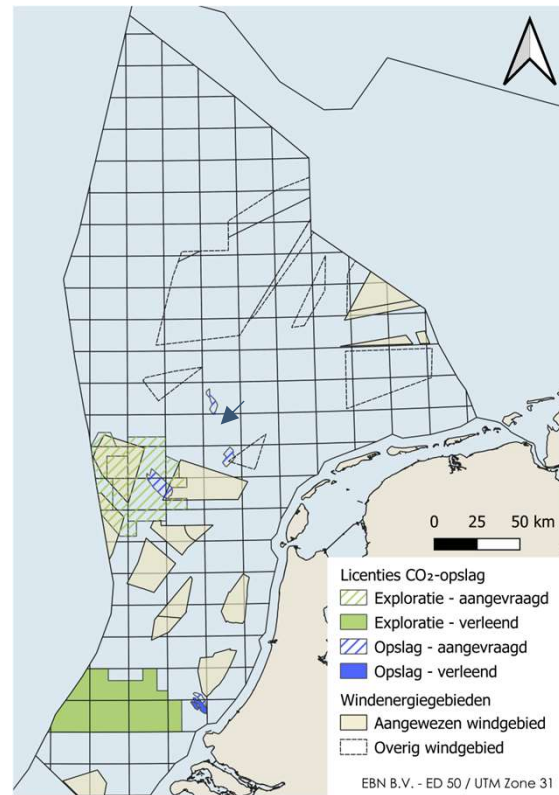 0 25 50 km
Licenties CO₂-opslag
Exploratie - aangevraagd
Exploratie - verleend
Opslag - aangevraagd
Opslag - verleend
Windenergiegebieden
Aangewezen windgebied
Overig windgebied
EBN B.V. - ED 50 / UTM Zone 31